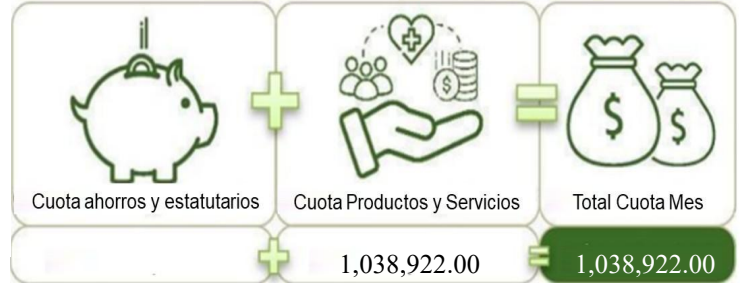 Cuota ahorros y estatutarios
Cuota Productos y Servicios
Total Cuota Mes
1,038,922.00
1,038,922.00